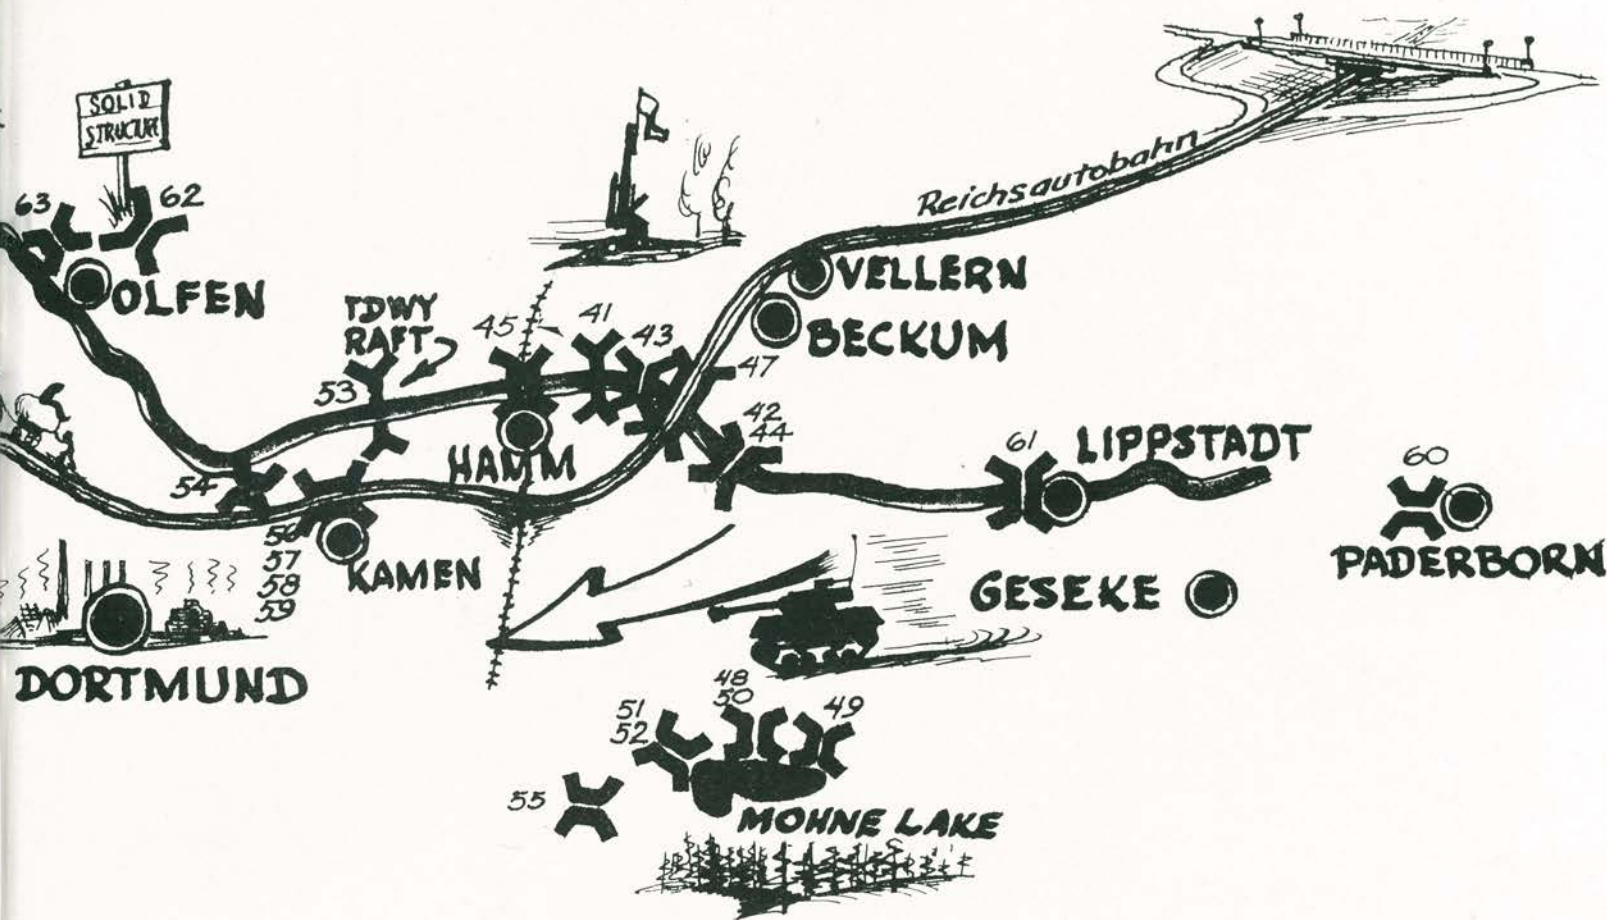 SOLID
STRUCTURE
63
62
OLFEN
TDWY
RAFT
53
45
41
43
47
Reichsautobahn
VELLERN
BECKUM
42
44
HAMM
54
56
57
58
59
KAMEN
61
LIPPSTADT
60
PADERBORN
GESEKE
DORTMUND
48
50
51
52
49
55
MOHNE LAKE